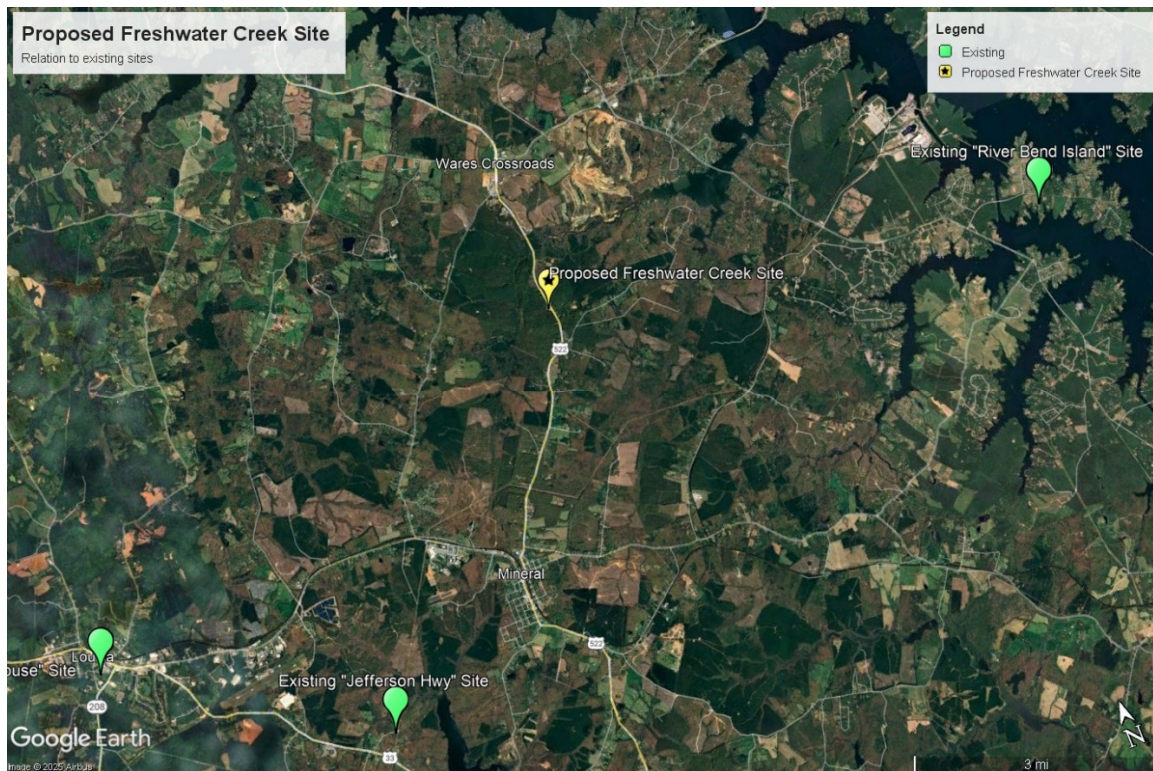 Proposed Freshwater Creek Site
Relation to existing sites
Legend
Existing
Proposed Freshwater Creek Site
Existing "River Bend Island" Site
Wares Crossroads
Proposed Freshwater Creek Site
522
Mineral
522
ouse" Site
208
Existing "Jefferson Hwy" Site
33
Google Earth
Image © 2025 Airbus
3 mi
N